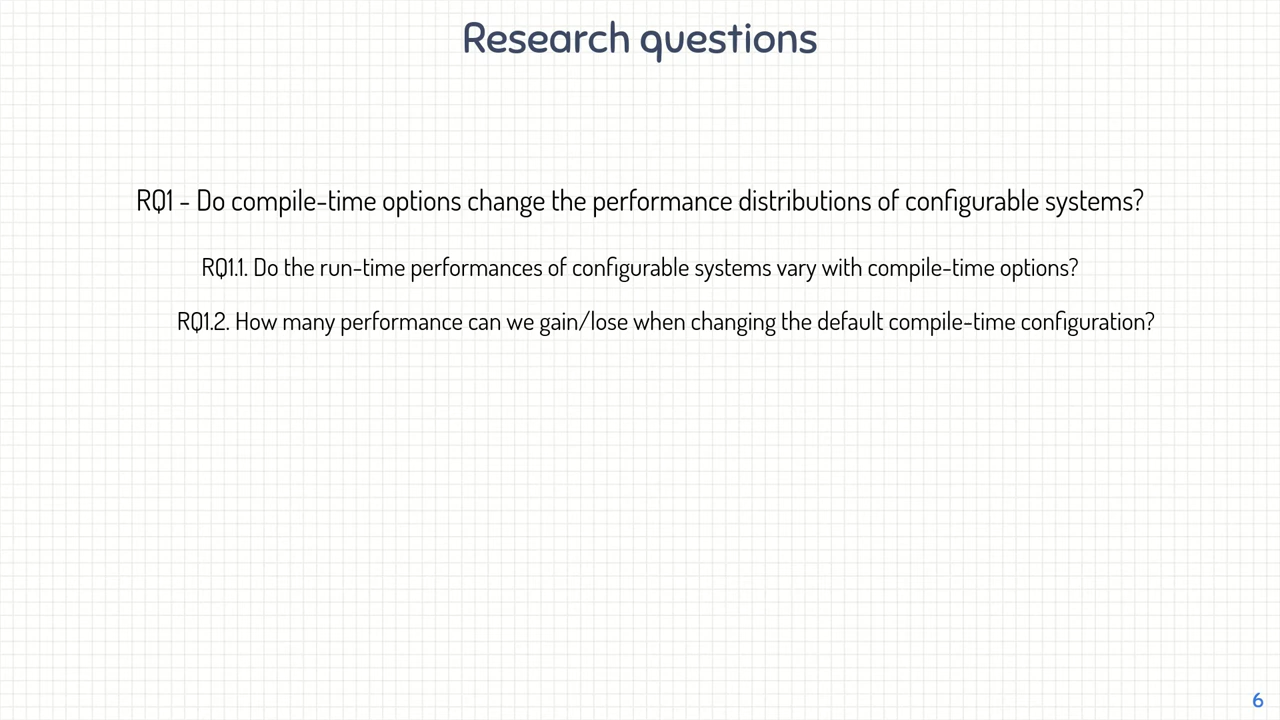 Research questions
RQ1 - Do compile-time options change the performance distributions of configurable systems?
RQ1.1. Do the run-time performances of configurable systems vary with compile-time options?
RQ1.2. How many performance can we gain/lose when changing the default compile-time configuration?
6